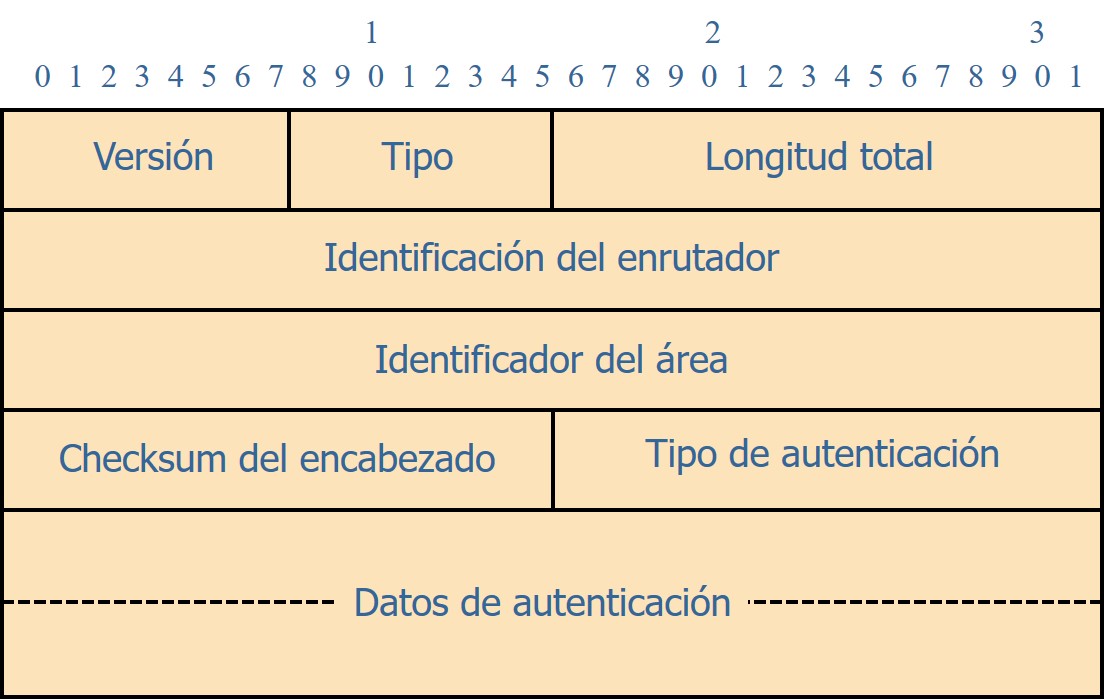 1 2 3
0 1 2 3 4 5 6 7 8 9 0 1 2 3 4 5 6 7 8 9 0 1 2 3 4 5 6 7 8 9 0 1
Versión Tipo Longitud total
Identificación del enrutador
Identificador del área
Checksum del encabezado Tipo de autenticación
Datos de autenticación